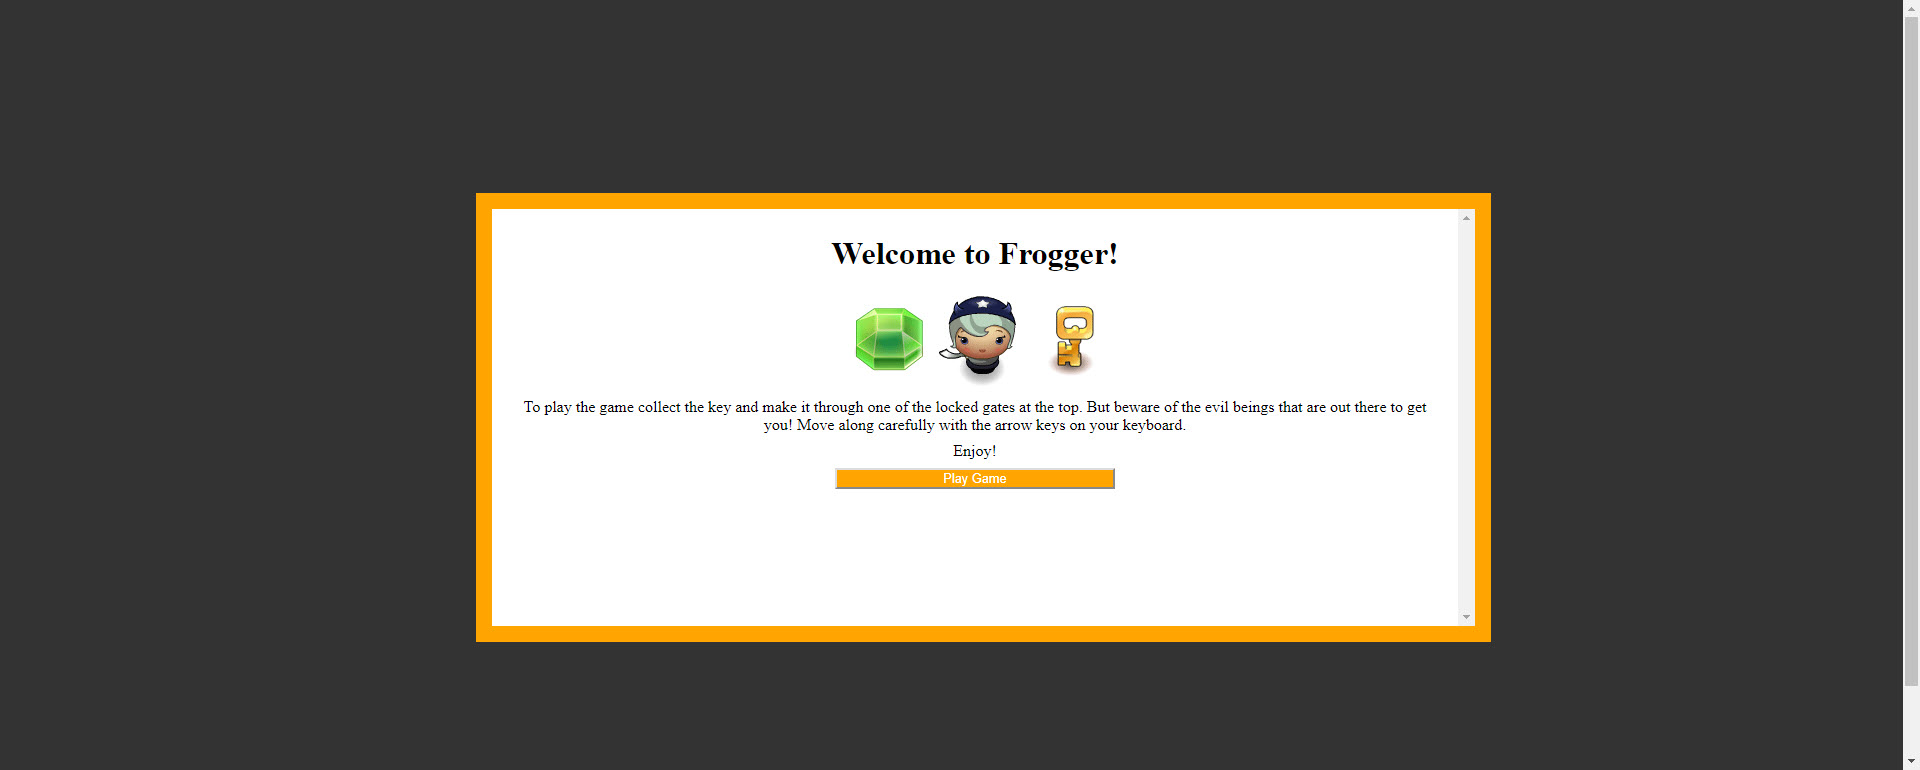 Welcome to Frogger!
To play the game collect the key and make it through one of the locked gates at the top. But beware of the evil beings that are out there to get
you! Move along carefully with the arrow keys on your keyboard.
Enjoy!
Play Game